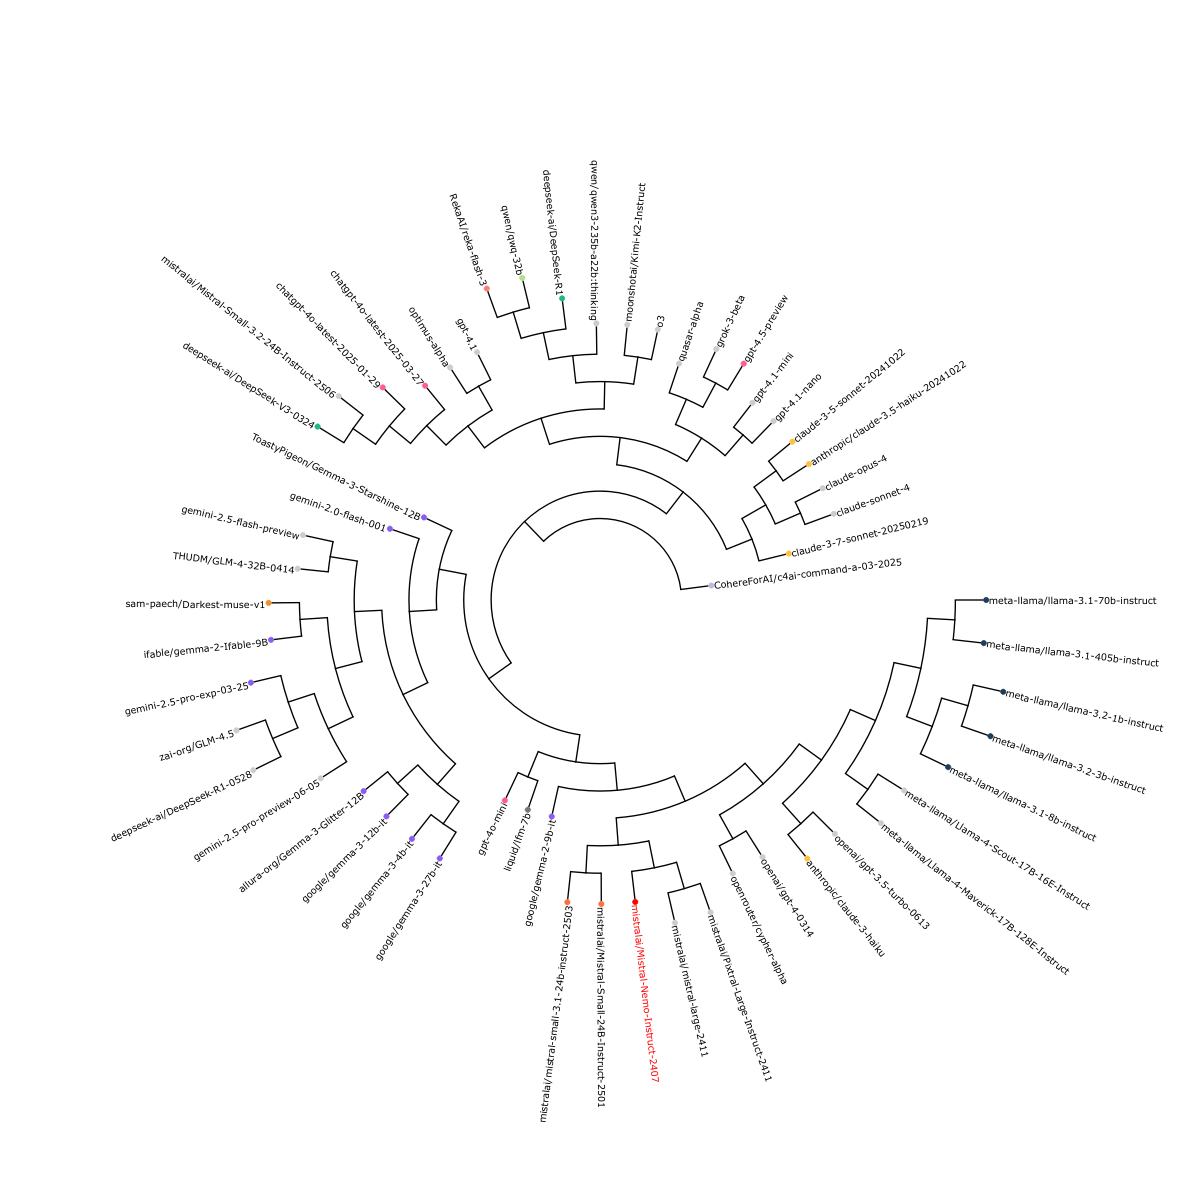 CohereForAI/c4ai-command-a-03-2025
claude-3-7-sonnet-20250219
claude-sonnet-4
claude-opus-4
anthropic/claude-3.5-haiku-20241022
claude-3-5-sonnet-20241022
gpt-4.1-nano
gpt-4.1-mini
gpt-4.5-preview
grok-3-beta
quasar-alpha
o3
moonshotai/Kimi-K2-Instruct
qwen/qwen3-235b-a22b:thinking
deepseek-ai/DeepSeek-R1
qwen/qwq-32b
RekaAI/reka-flash-3
gpt-4.1
optimus-alpha
chatgpt-4o-latest-2025-03-27
chatgpt-4o-latest-2025-01-29
mistralai/Mistral-Small-3.2-24B-Instruct-2506
deepseek-ai/DeepSeek-V3-0324
ToastyPigeon/Gemma-3-Starshine-12B
gemini-2.0-flash-001
gemini-2.5-flash-preview
THUDM/GLM-4-32B-0414
sam-paech/Darkest-muse-v1
ifable/gemma-2-Ifable-9B
gemini-2.5-pro-exp-03-25
zai-org/GLM-4.5
deepseek-ai/DeepSeek-R1-0528
gemini-2.5-pro-preview-06-05
allura-org/Gemma-3-Glitter-12B
google/gemma-3-12b-it
google/gemma-3-4b-it
google/gemma-3-27b-it
gpt-4o-mini
liquid/lfm-7b
google/gemma-2-9b-it
mistralai/mistral-small-3.1-24b-instruct-2503
mistralai/Mistral-Small-24B-Instruct-2501
mistralai/Mistral-Nemo-Instruct-2407
mistralai/mistral-large-2411
mistralai/Pixtral-Large-Instruct-2411
openrouter/cypher-alpha
openai/gpt-4-0314
anthropic/claude-3-haiku
openai/gpt-3.5-turbo-0613
meta-llama/Llama-4-Maverick-17B-128E-Instruct
meta-llama/Llama-4-Scout-17B-16E-Instruct
meta-llama/llama-3.1-8b-instruct
meta-llama/llama-3.2-3b-instruct
meta-llama/llama-3.2-1b-instruct
meta-llama/llama-3.1-405b-instruct
meta-llama/llama-3.1-70b-instruct